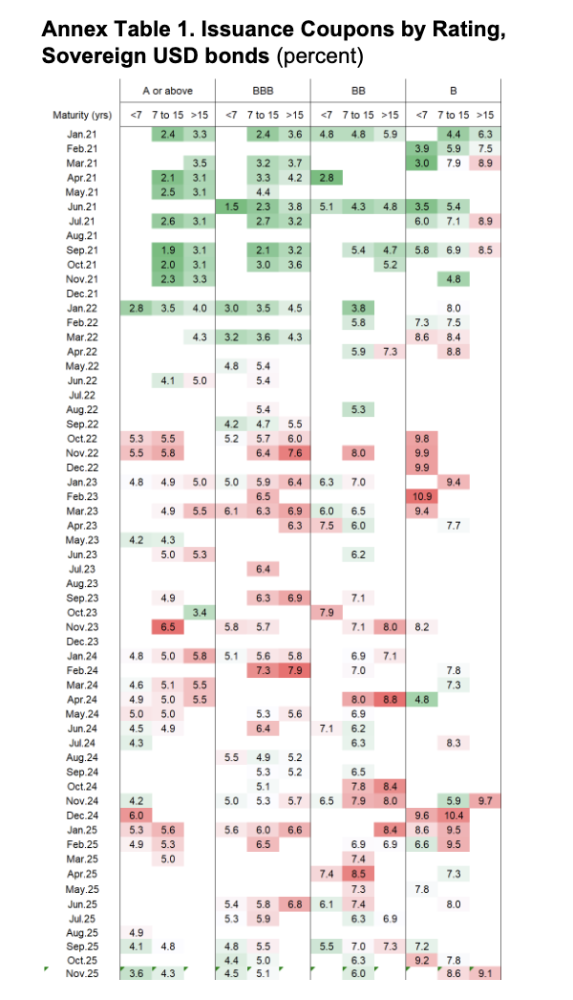 Annex Table 1. Issuance Coupons by Rating,
Sovereign USD bonds (percent)
A or above BBB BB B
Maturity (yrs) <7 7 to 15 >15 <7 7 to 15 >15 <7 7 to 15 >15 <7 7 to 15 >15
Jan.21 2.4 3.3 2.4 3.6 4.8 4.8 5.9 4.4 6.3
Feb.21 3.9 5.9 7.5
Mar.21 3.5 3.2 3.7 3.0 7.9 8.9
Apr.21 2.1 3.1 3.3 4.2 2.8
May.21 2.5 3.1 4.4
Jun.21 1.5 2.3 3.8 5.1 4.3 4.8 3.5 5.4
Jul.21 2.6 3.1 2.7 3.2 6.0 7.1 8.9
Aug.21
Sep.21 1.9 3.1 2.1 3.2 5.4 4.7 5.8 6.9 8.5
Oct.21 2.0 3.1 3.0 3.6 5.2
Nov.21 2.3 3.3 4.8
Dec.21
Jan.22 2.8 3.5 4.0 3.0 3.5 4.5 3.8 8.0
Feb.22 5.8 7.3 7.5
Mar.22 4.3 3.2 3.6 4.3 8.6 8.4
Apr.22 5.9 7.3 8.8
May.22 4.8 5.4
Jun.22 4.1 5.0 5.4
Jul.22
Aug.22 5.4 5.3
Sep.22 4.2 4.7 5.5
Oct.22 5.3 5.5 5.2 5.7 6.0 9.8
Nov.22 5.5 5.8 6.4 7.6 8.0 9.9
Dec.22 9.9
Jan.23 4.8 4.9 5.0 5.0 5.9 6.4 6.3 7.0 9.4
Feb.23 6.5 10.9
Mar.23 4.9 5.5 6.1 6.3 6.9 6.0 6.5 9.4
Apr.23 6.3 7.5 6.0 7.7
May.23 4.2 4.3
Jun.23 5.0 5.3 6.2
Jul.23 6.4
Aug.23
Sep.23 4.9 6.3 6.9 7.1
Oct.23 3.4 7.9
Nov.23 6.5 5.8 5.7 7.1 8.0 8.2
Dec.23
Jan.24 4.8 5.0 5.8 5.1 5.6 5.8 6.9 7.1
Feb.24 7.3 7.9 7.0 7.8
Mar.24 4.6 5.1 5.5 7.3
Apr.24 4.9 5.0 5.5 8.0 8.8 4.8
May.24 5.0 5.0 5.3 5.6 6.9
Jun.24 4.5 4.9 6.4 7.1 6.2
Jul.24 4.3 6.3 8.3
Aug.24 5.5 4.9 5.2
Sep.24 5.3 5.2 6.5
Oct.24 5.1 7.8 8.4
Nov.24 4.2 5.0 5.3 5.7 6.5 7.9 8.0 5.9 9.7
Dec.24 6.0 9.6 10.4
Jan.25 5.3 5.6 5.6 6.0 6.6 8.4 8.6 9.5
Feb.25 4.9 5.3 6.5 6.9 6.9 6.6 9.5
Mar.25 5.0 7.4
Apr.25 7.4 8.5 7.3
May.25 7.3 7.8
Jun.25 5.4 5.8 6.8 6.1 7.4 8.0
Jul.25 5.3 5.9 6.3 6.9
Aug.25 4.9
Sep.25 4.1 4.8 4.8 5.5 5.5 7.0 7.3 7.2
Oct.25 4.4 5.0 6.3 9.2 7.8
Nov.25 3.6 4.3 4.5 5.1 6.0 8.6 9.1